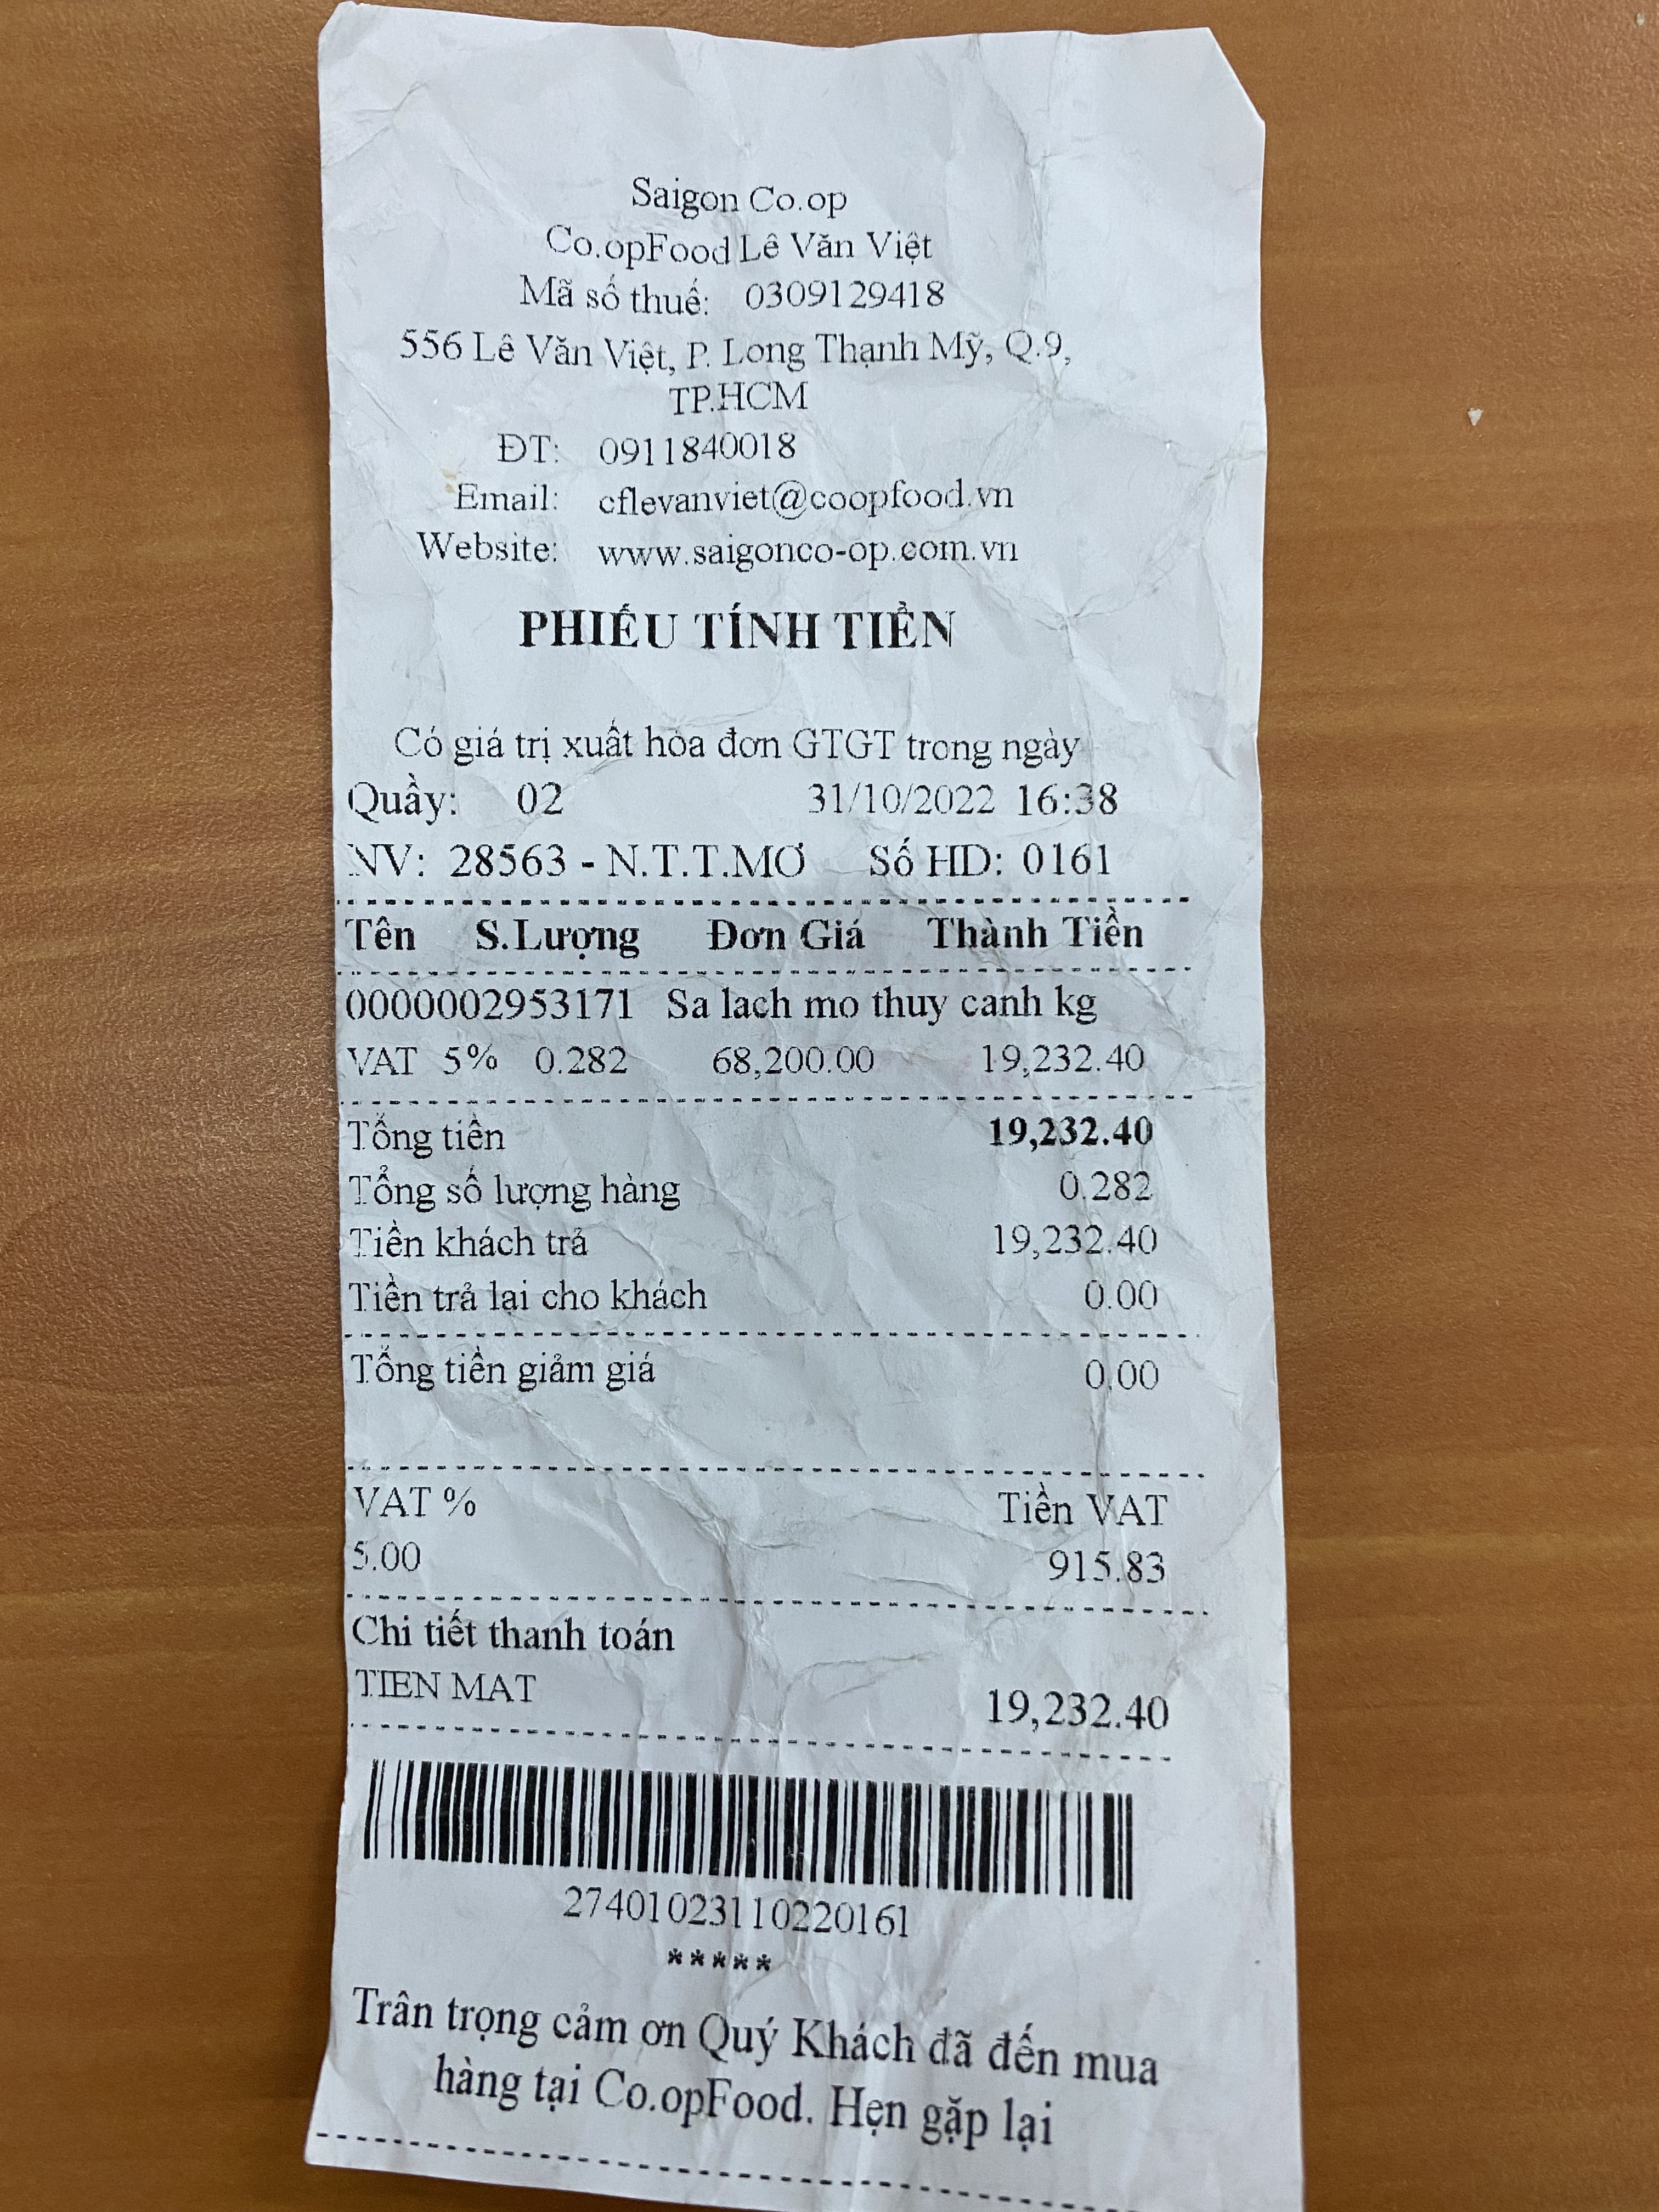 Saigon Co.op
Co.opFood Lê Văn Việt
Mã số thuế: 0309129418
556 Lê Văn Việt, P. Long Thạnh Mỹ, Q.9,
TP.HCM
ĐT: 0911840018
Email: cflevanviet@coopfood.vn
Website: www.saigonco-op.com.vn
PHIẾU TÍNH TIỀN
Có giá trị xuất hóa đơn GTGT trong ngày
Quầy: 02 31/10/2022 16:38
NV: 28563 - N.T.T.MƠ Số HD: 0161
Tên S.Lượng Đơn Giá Thành Tiền
0000002953171 Sa lach mo thuy canh kg
VAT 5% 0.282 68,200.00 19,232.40
Tổng tiền 19,232.40
Tổng số lượng hàng 0.282
Tiền khách trả 19,232.40
Tiền trả lại cho khách 0.00
Tổng tiền giảm giá 0.00
VAT % Tiền VAT
5.00 915.83
Chi tiết thanh toán
TIEN MAT 19,232.40
27401023110220161
*****
Trân trọng cảm ơn Quý Khách đã đến mua
hàng tại Co.opFood. Hẹn gặp lại